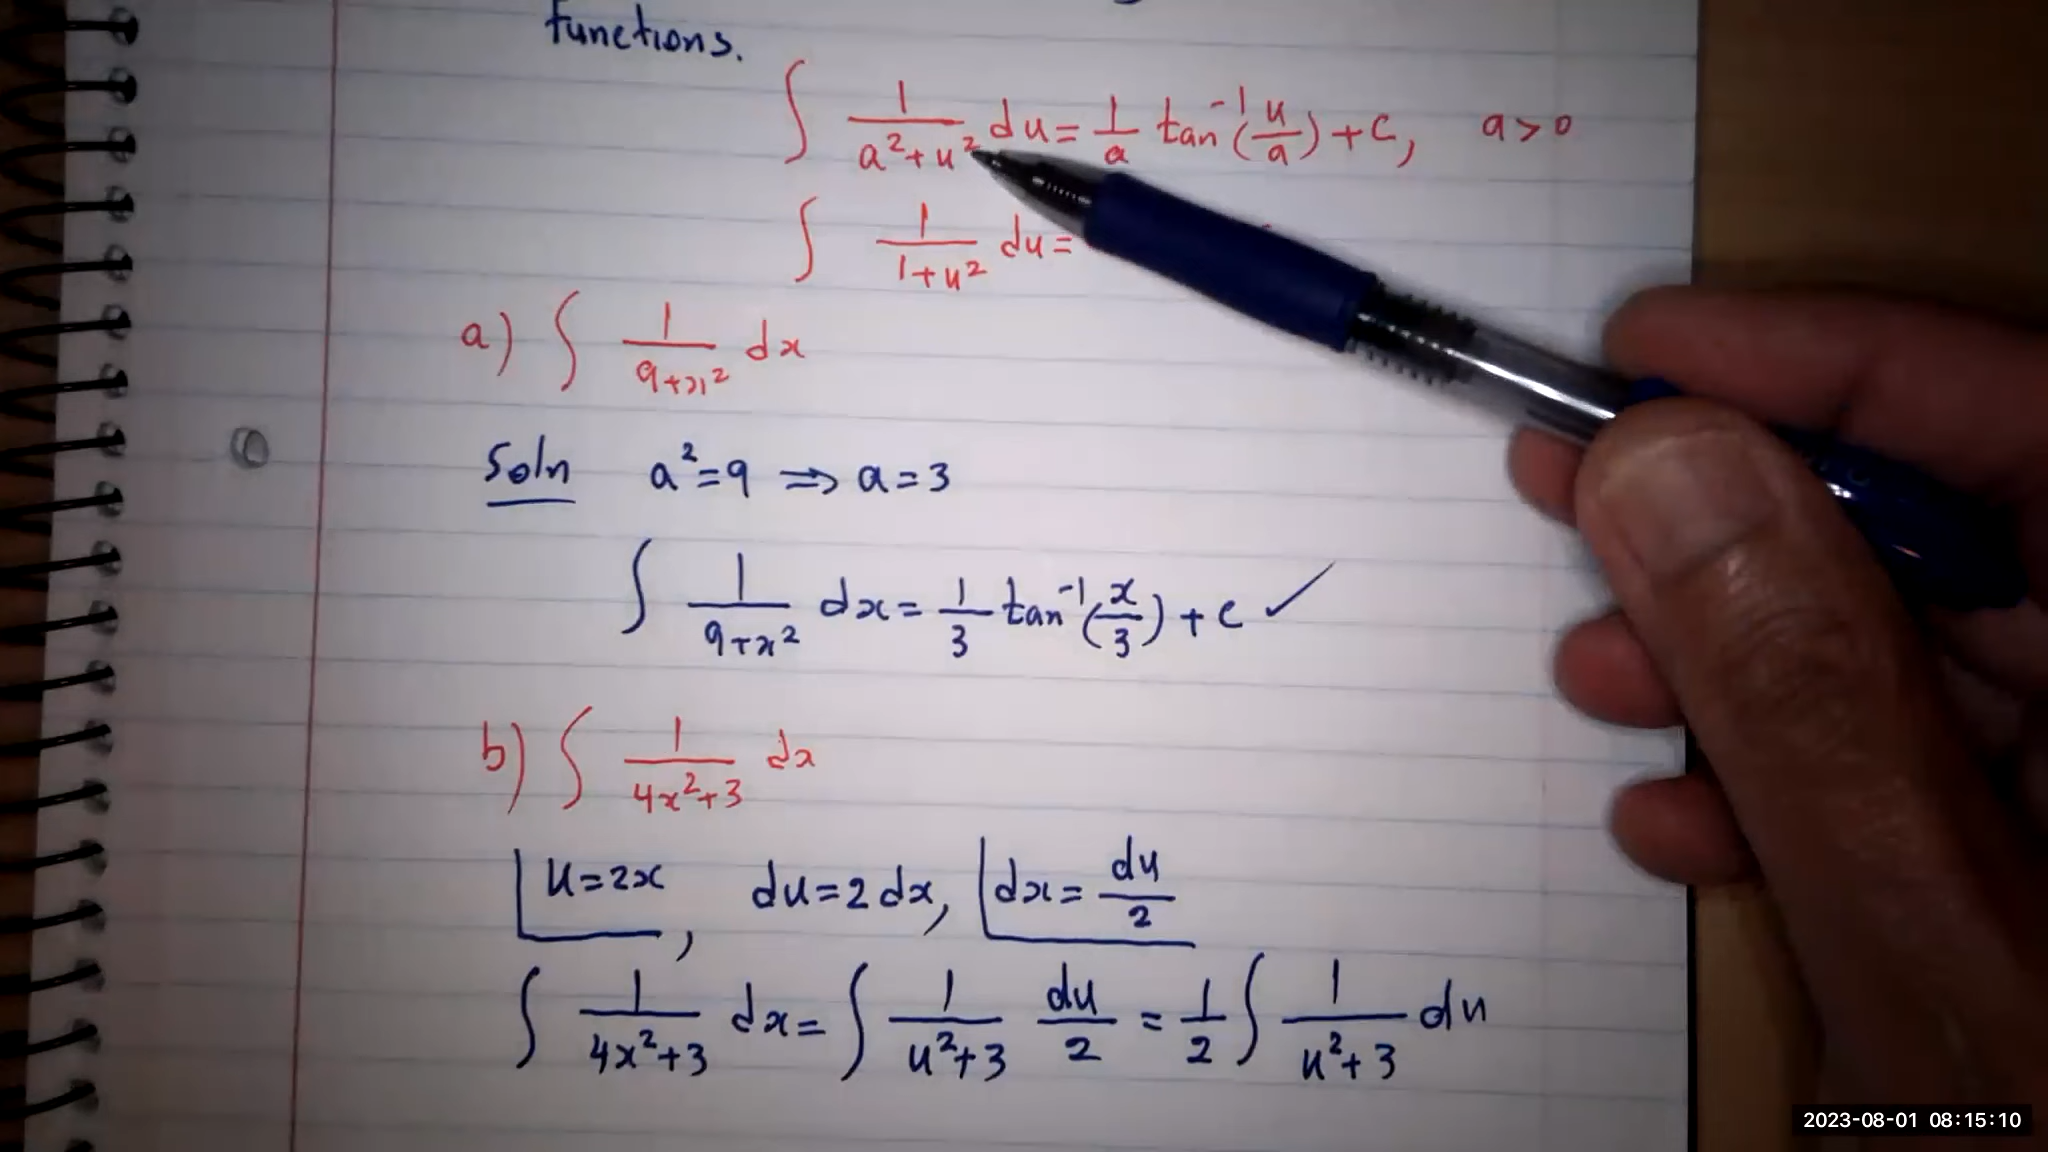 functions.
∫ 1/(a²+u²) du = 1/a tan⁻¹(u/a) + c, a>0
∫ 1/(1+u²) du =
a) ∫ 1/(9+x²) dx
Soln a²=9 ⇒ a=3
∫ 1/(9+x²) dx = 1/3 tan⁻¹(x/3) + c ✓
b) ∫ 1/(4x²+3) dx
u=2x, du=2dx, dx= du/2
∫ 1/(4x²+3) dx = ∫ 1/(u²+3) du/2 = 1/2 ∫ 1/(u²+3) du
2023-08-01 08:15:10